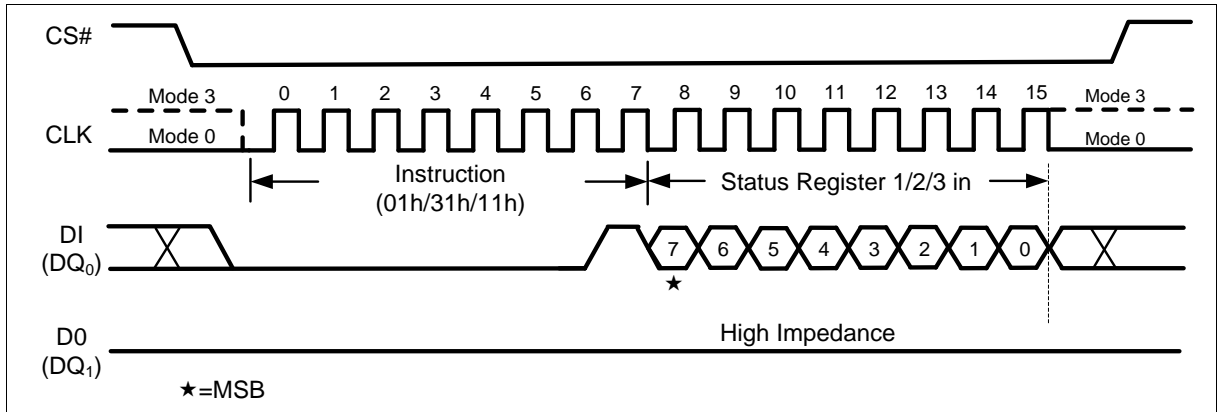 CS#
Mode 3 0 1 2 3 4 5 6 7 8 9 10 11 12 13 14 15 Mode 3
CLK Mode 0 Mode 0
Instruction Status Register 1/2/3 in
(01h/31h/11h)
DI
(DQ₀) 7 6 5 4 3 2 1 0
★
D0 High Impedance
(DQ₁)
★=MSB